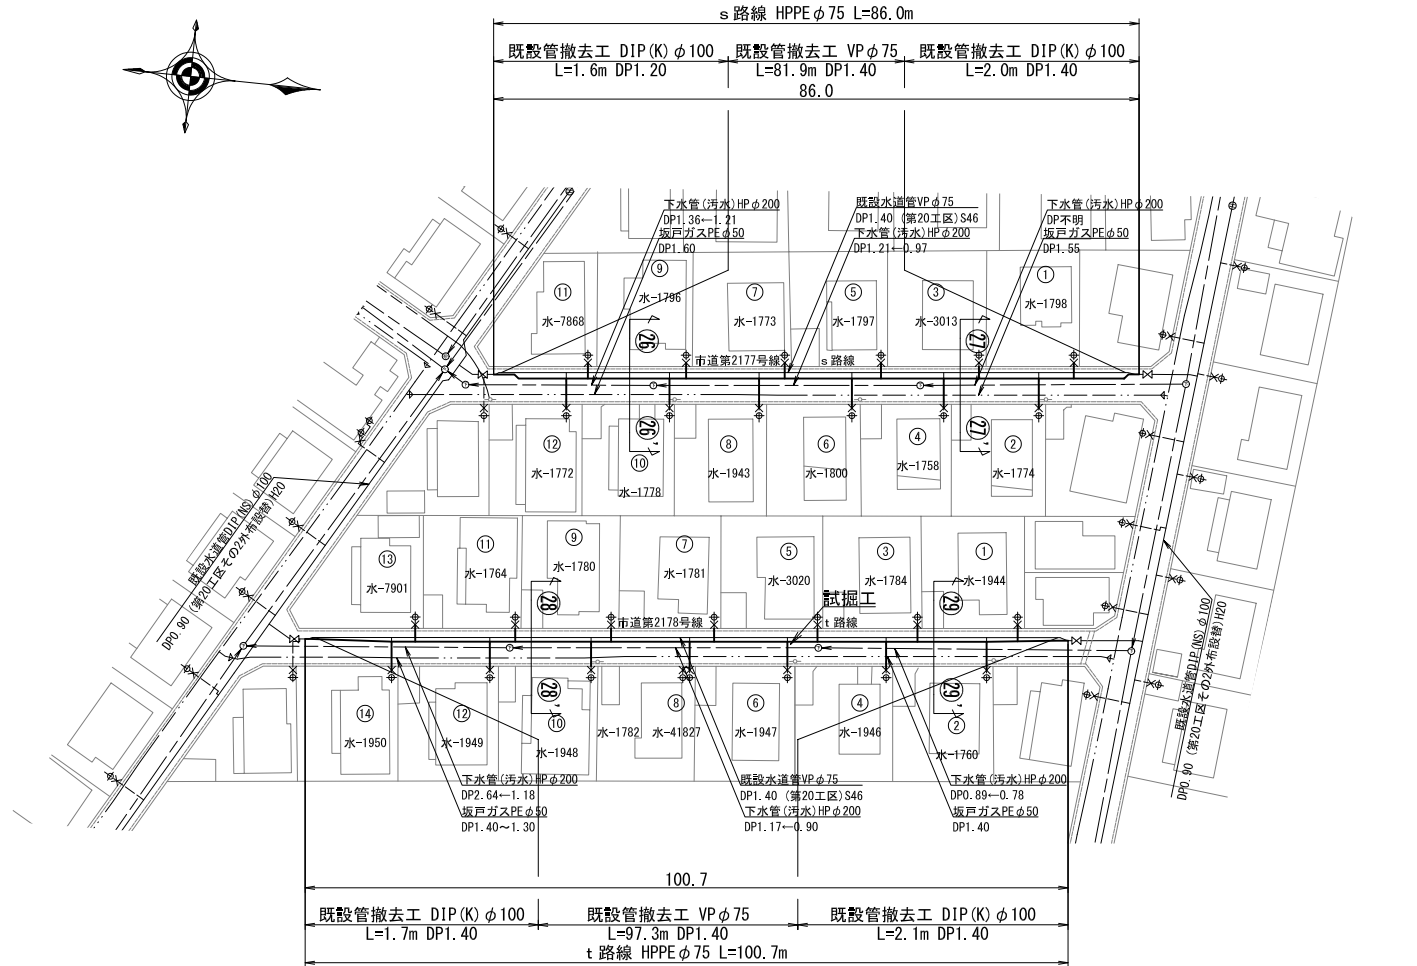 s路線 HPPEφ75 L=86.0m
既設管撤去工 DIP(K)φ100
既設管撤去工 VPφ75
既設管撤去工 DIP(K)φ100
L=1.6m DP1.20
L=81.9m DP1.40
L=2.0m DP1.40
86.0
下水管(汚水)HPφ200
DP1.36←1.21
坂戸ガスPEφ50
DP1.60
既設水道管VPφ75
DP1.40 (第20工区)S46
下水管(汚水)HPφ200
DP1.21←0.97
下水管(汚水)HPφ200
DP不明
坂戸ガスPEφ50
DP1.55
⑪
水-7868
⑨
水-1796
⑦
水-1773
⑤
水-1797
③
水-3013
①
水-1798
26
27
市道第2177号線
s路線
26'
27'
⑫
水-1772
⑩
水-1778
⑧
水-1943
⑥
水-1800
④
水-1758
②
水-1774
既設水道管DIP(NS)φ100
DP0.90 (第20工区その2外布設替)H20
⑬
水-7901
⑪
水-1764
⑨
水-1780
⑦
水-1781
⑤
水-3020
③
水-1784
①
水-1944
28
29
試掘工
市道第2178号線
t路線
既設水道管DIP(NS)φ100
DP0.90 (第20工区その2外布設替)H20
28'
29'
⑭
水-1950
⑫
水-1949
⑩
水-1948
水-1782
⑧
水-41827
⑥
水-1947
④
水-1946
②
水-1760
下水管(汚水)HPφ200
DP2.64←1.18
坂戸ガスPEφ50
DP1.40～1.30
既設水道管VPφ75
DP1.40 (第20工区)S46
下水管(汚水)HPφ200
DP1.17←0.90
下水管(汚水)HPφ200
DP0.89←0.78
坂戸ガスPEφ50
DP1.40
100.7
既設管撤去工 DIP(K)φ100
既設管撤去工 VPφ75
既設管撤去工 DIP(K)φ100
L=1.7m DP1.40
L=97.3m DP1.40
L=2.1m DP1.40
t路線 HPPEφ75 L=100.7m